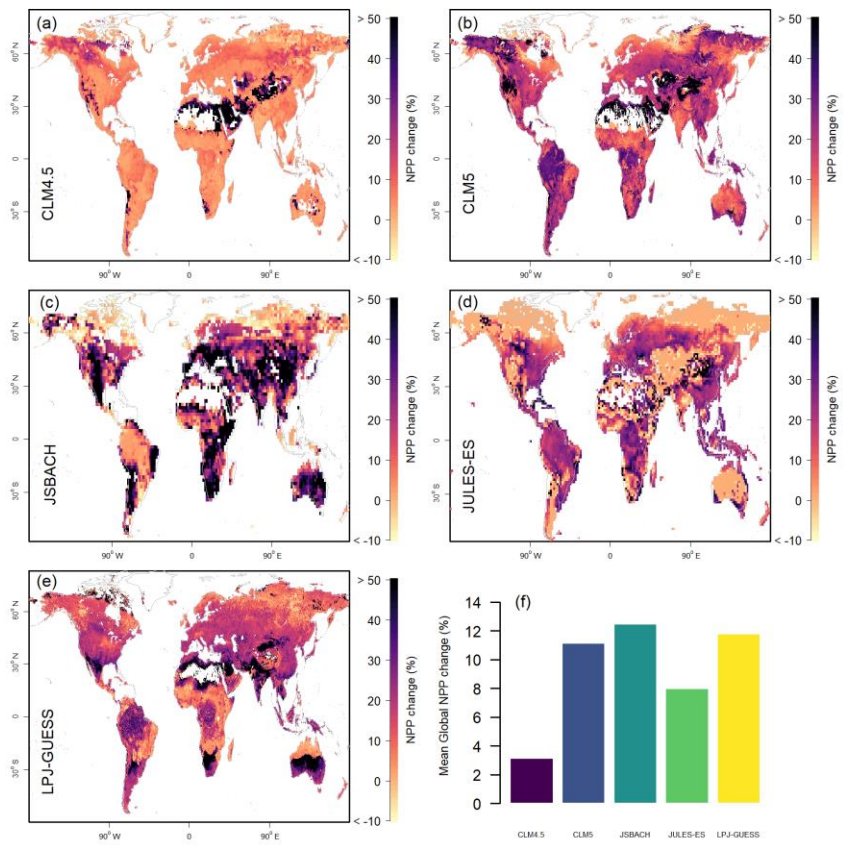 (a)
CLM4.5
60° N
30° N
0
30° S
90° W
0
90° E
> 50
40
30
20
10
0
< -10
NPP change (%)
(b)
CLM5
60° N
30° N
0
30° S
90° W
0
90° E
> 50
40
30
20
10
0
< -10
NPP change (%)
(c)
JSBACH
60° N
30° N
0
30° S
90° W
0
90° E
> 50
40
30
20
10
0
< -10
NPP change (%)
(d)
JULES-ES
60° N
30° N
0
30° S
90° W
0
90° E
> 50
40
30
20
10
0
< -10
NPP change (%)
(e)
LPJ-GUESS
60° N
30° N
0
30° S
90° W
0
90° E
> 50
40
30
20
10
0
< -10
NPP change (%)
(f)
Mean Global NPP change (%)
14
12
10
8
6
4
2
0
CLM4.5 CLM5 JSBACH JULES-ES LPJ-GUESS